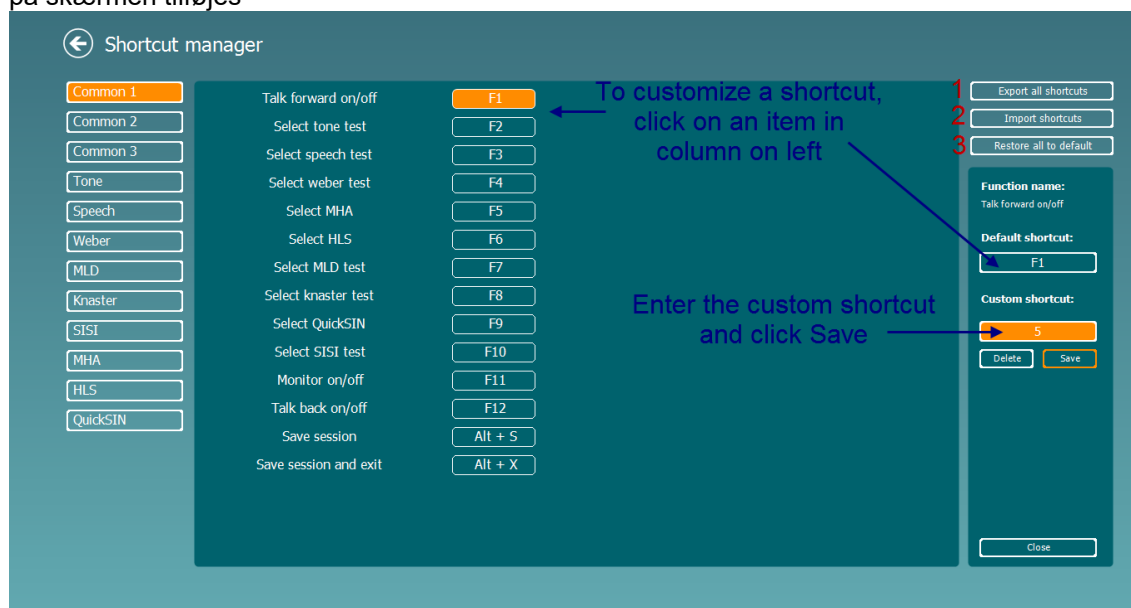 på skærmen tilføjes
Shortcut manager
Common 1
Common 2
Common 3
Tone
Speech
Weber
MLD
Knaster
SISI
MHA
HLS
QuickSIN
Talk forward on/off F1
Select tone test F2
Select speech test F3
Select weber test F4
Select MHA F5
Select HLS F6
Select MLD test F7
Select knaster test F8
Select QuickSIN F9
Select SISI test F10
Monitor on/off F11
Talk back on/off F12
Save session Alt + S
Save session and exit Alt + X
To customize a shortcut,
click on an item in
column on left
Enter the custom shortcut
and click Save
1 Export all shortcuts
2 Import shortcuts
3 Restore all to default
Function name:
Talk forward on/off
Default shortcut:
F1
Custom shortcut:
5
Delete Save
Close